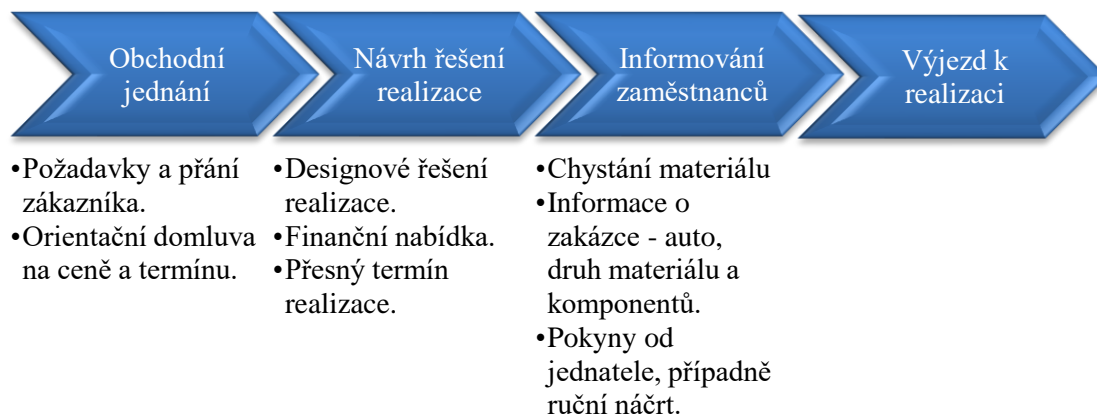 Obchodní
jednání
Návrh řešení
realizace
Informování
zaměstnanců
Výjezd k
realizaci
•Požadavky a přání
zákazníka.
•Orientační domluva
na ceně a termínu.
•Designové řešení
realizace.
•Finanční nabídka.
•Přesný termín
realizace.
•Chystání materiálu
•Informace o
zakázce - auto,
druh materiálu a
komponentů.
•Pokyny od
jednatele, případně
ruční náčrt.